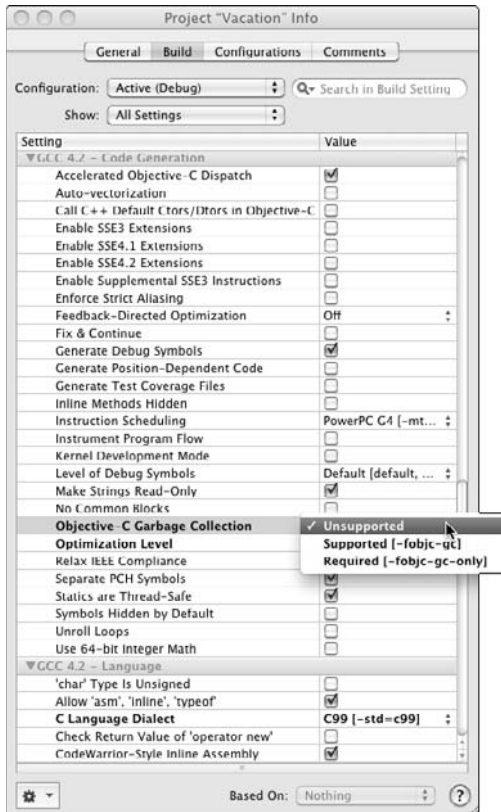 Project "Vacation" Info
General Build Configurations Comments
Configuration: Active (Debug) Search in Build Setting
Show: All Settings
Setting Value
GCC 4.2 – Code Generation
Accelerated Objective-C Dispatch
Auto-vectorization
Call C++ Default Ctors/Dtors in Objective-C
Enable SSE3 Extensions
Enable SSE4.1 Extensions
Enable SSE4.2 Extensions
Enable Supplemental SSE3 Instructions
Enforce Strict Aliasing
Feedback-Directed Optimization Off
Fix & Continue
Generate Debug Symbols
Generate Position-Dependent Code
Generate Test Coverage Files
Inline Methods Hidden
Instruction Scheduling PowerPC G4 [-mt...
Instrument Program Flow
Kernel Development Mode
Level of Debug Symbols Default [default, ...
Make Strings Read-Only
No Common Blocks
Objective-C Garbage Collection ✓ Unsupported
Optimization Level Supported [-fobjc-gc]
Relax IEEE Compliance Required [-fobjc-gc-only]
Separate PCH Symbols
Statics are Thread-Safe
Symbols Hidden by Default
Unroll Loops
Use 64-bit Integer Math
GCC 4.2 – Language
'char' Type Is Unsigned
Allow 'asm', 'inline', 'typeof'
C Language Dialect C99 [-std=c99]
Check Return Value of 'operator new'
CodeWarrior-Style Inline Assembly
Based On: Nothing ?